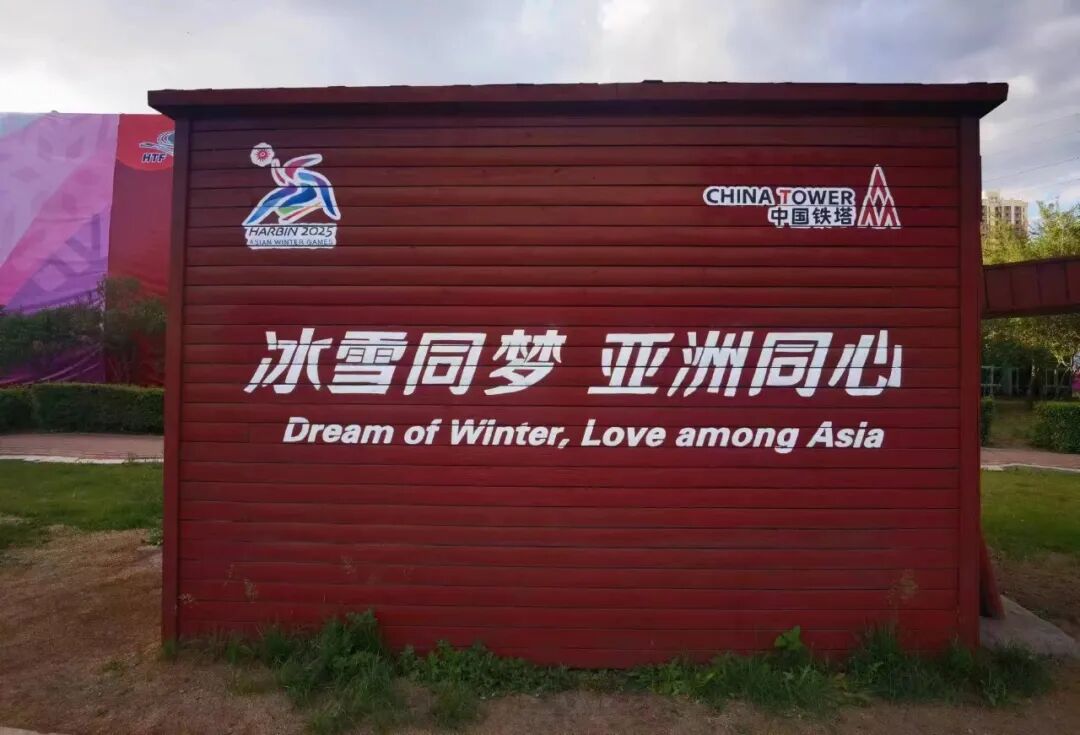 HTF
HARBIN 2025
ASIAN WINTER GAMES
CHINA TOWER
中国铁塔
冰雪同梦 亚洲同心
Dream of Winter, Love among Asia